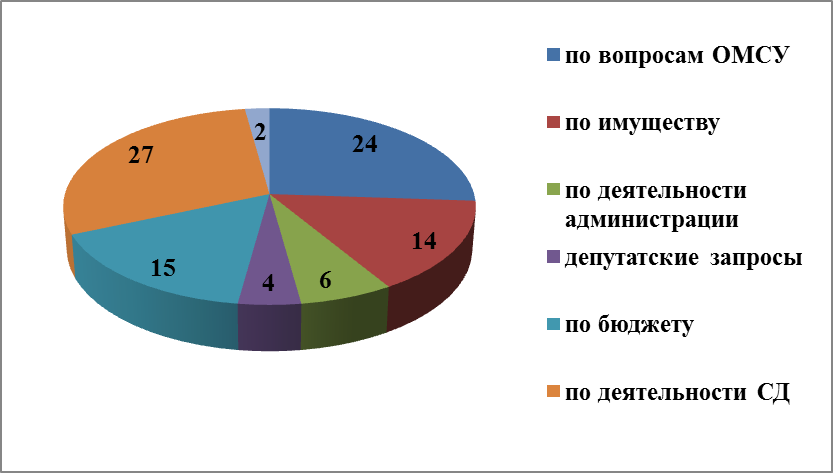 2
24
27
14
15
4
6
по вопросам ОМСУ
по имуществу
по деятельности
администрации
депутатские запросы
по бюджету
по деятельности СД